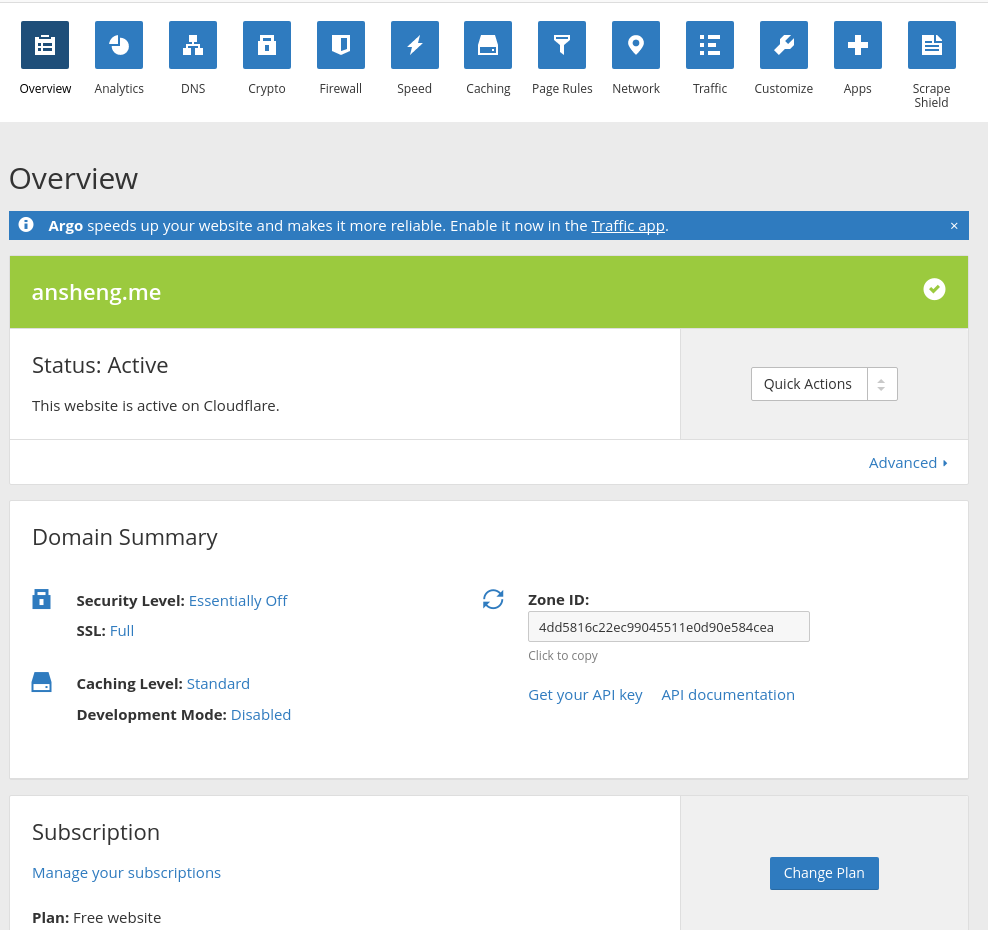 Overview Analytics DNS Crypto Firewall Speed Caching Page Rules Network Traffic Customize Apps Scrape Shield
Overview
Argo speeds up your website and makes it more reliable. Enable it now in the Traffic app. ×
ansheng.me
Status: Active
This website is active on Cloudflare.
Quick Actions
Advanced
Domain Summary
Security Level: Essentially Off
SSL: Full
Caching Level: Standard
Development Mode: Disabled
Zone ID:
4dd5816c22ec99045511e0d90e584cea
Click to copy
Get your API key API documentation
Subscription
Manage your subscriptions
Change Plan
Plan: Free website